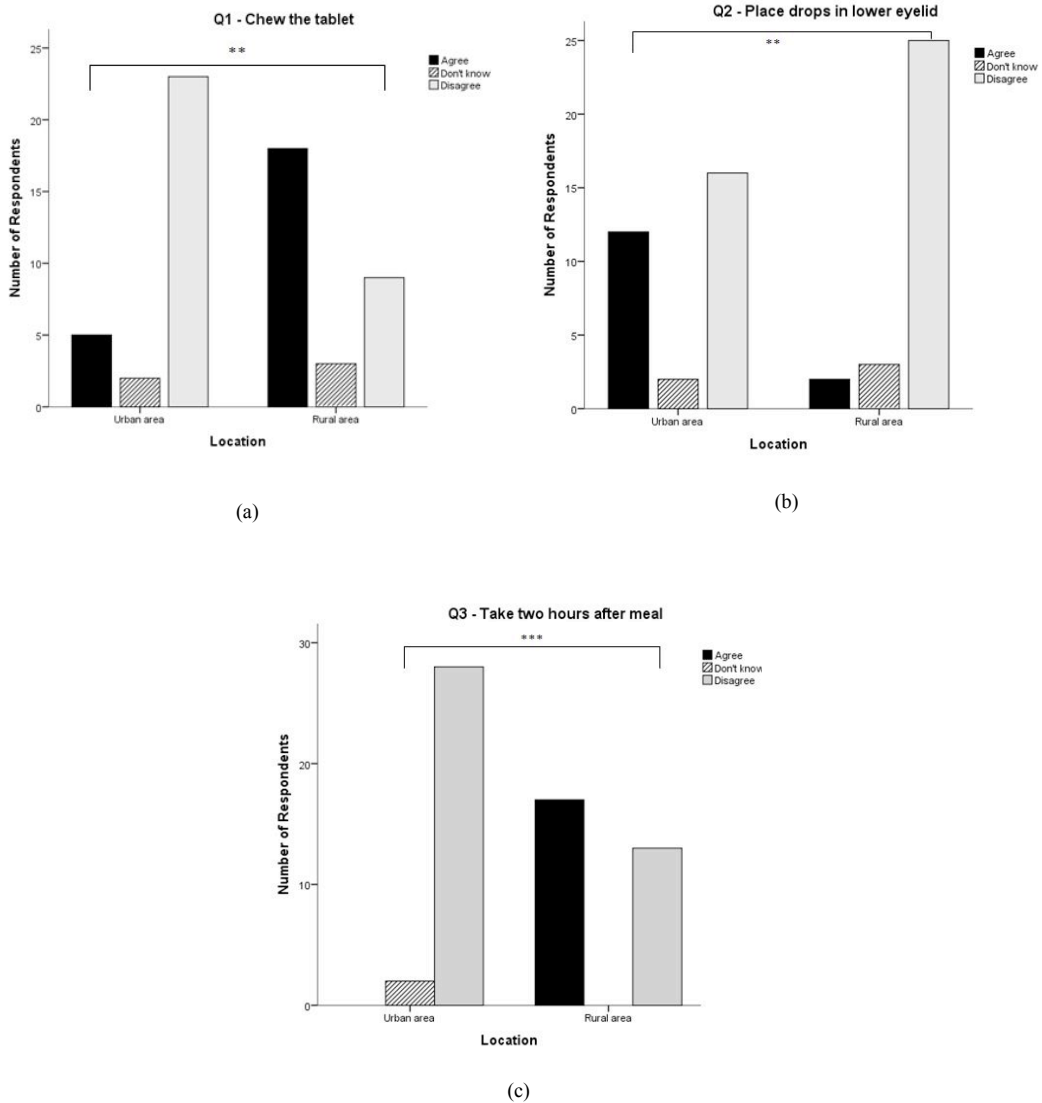 Q1 - Chew the tablet
**
Agree
Don't know
Disagree
25
20
15
10
5
0
Number of Respondents
Urban area
Rural area
Location
(a)
Q2 - Place drops in lower eyelid
**
Agree
Don't know
Disagree
25
20
15
10
5
0
Number of Respondents
Urban area
Rural area
Location
(b)
Q3 - Take two hours after meal
***
Agree
Don't know
Disagree
30
20
10
0
Number of Respondents
Urban area
Rural area
Location
(c)